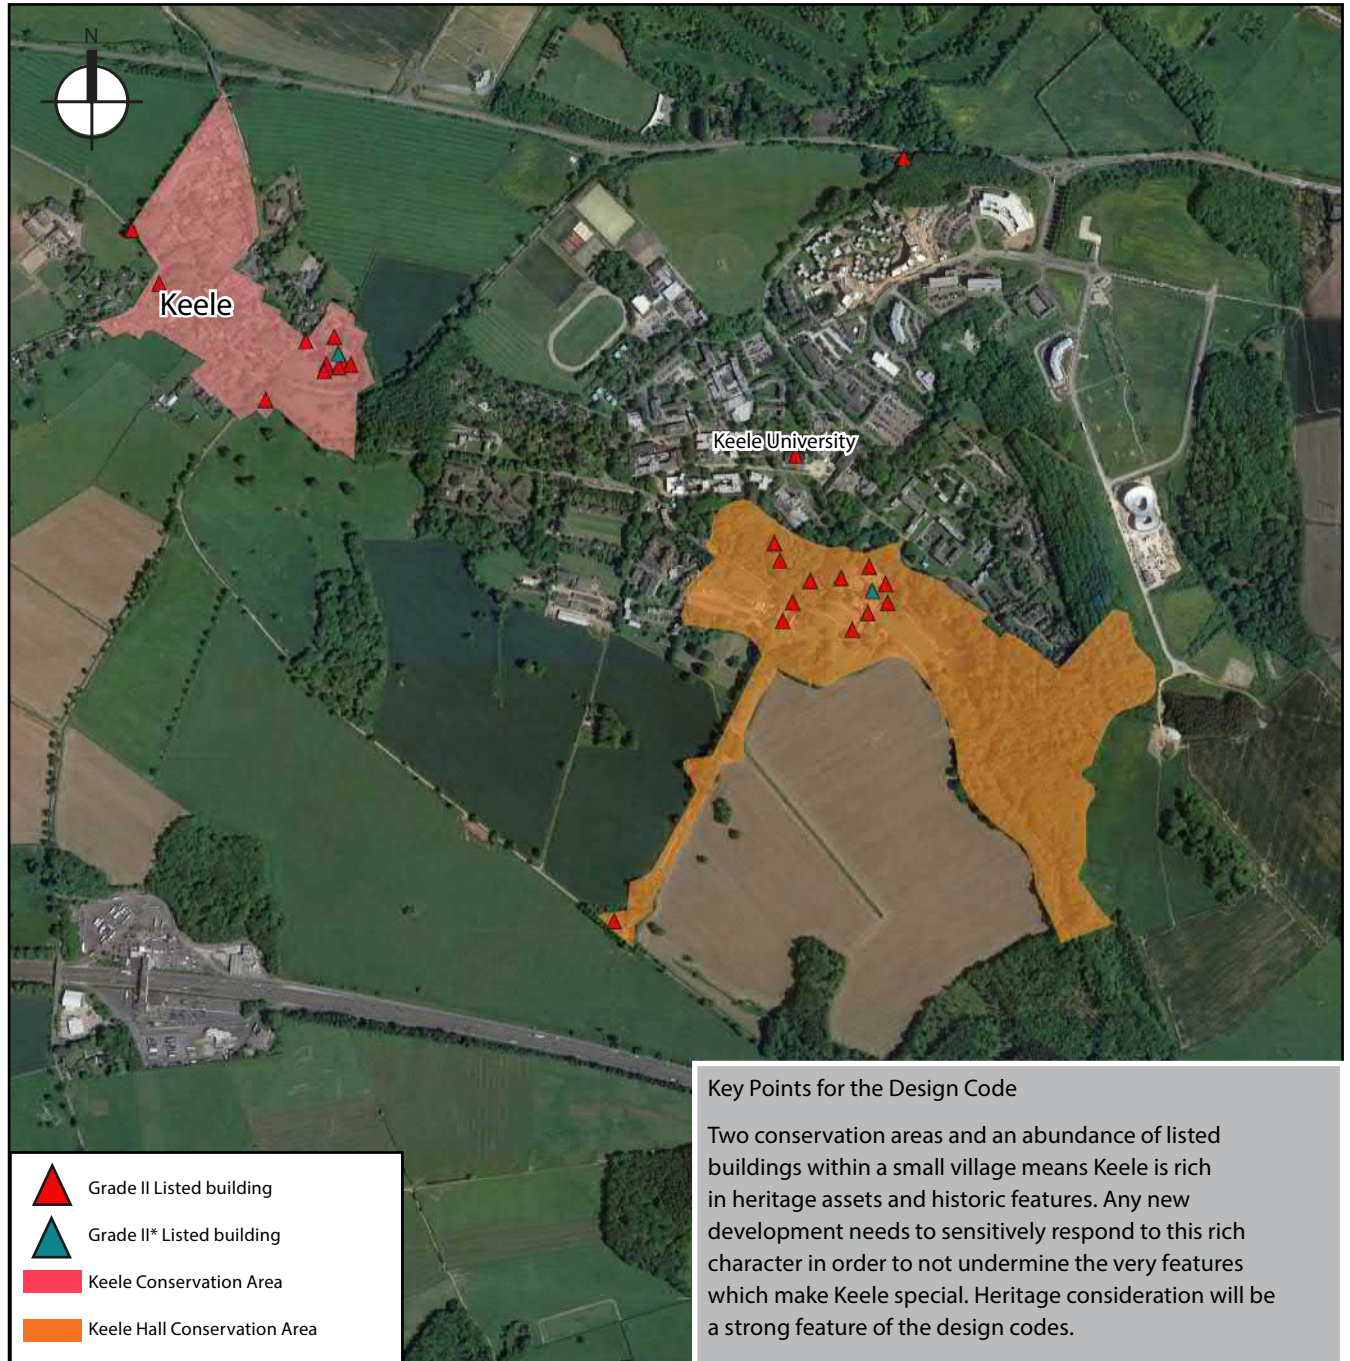 N
Keele
Keele University
Grade II Listed building
Grade II* Listed building
Keele Conservation Area
Keele Hall Conservation Area
Key Points for the Design Code
Two conservation areas and an abundance of listed
buildings within a small village means Keele is rich
in heritage assets and historic features. Any new
development needs to sensitively respond to this rich
character in order to not undermine the very features
which make Keele special. Heritage consideration will be
a strong feature of the design codes.